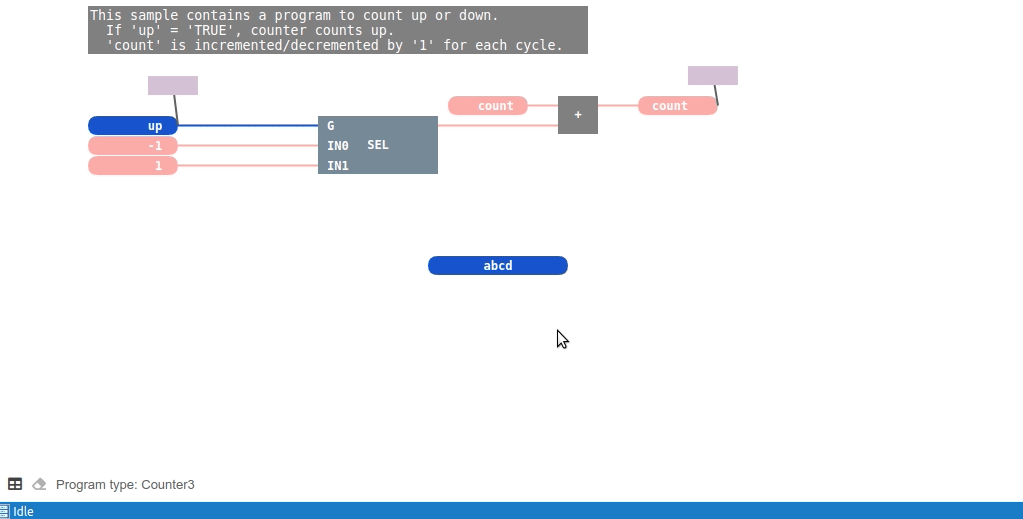 This sample contains a program to count up or down.
If 'up' = 'TRUE', counter counts up.
'count' is incremented/decremented by '1' for each cycle.
count
+
count
up
G
-1
IN0
SEL
1
IN1
abcd
Program type: Counter3
Idle